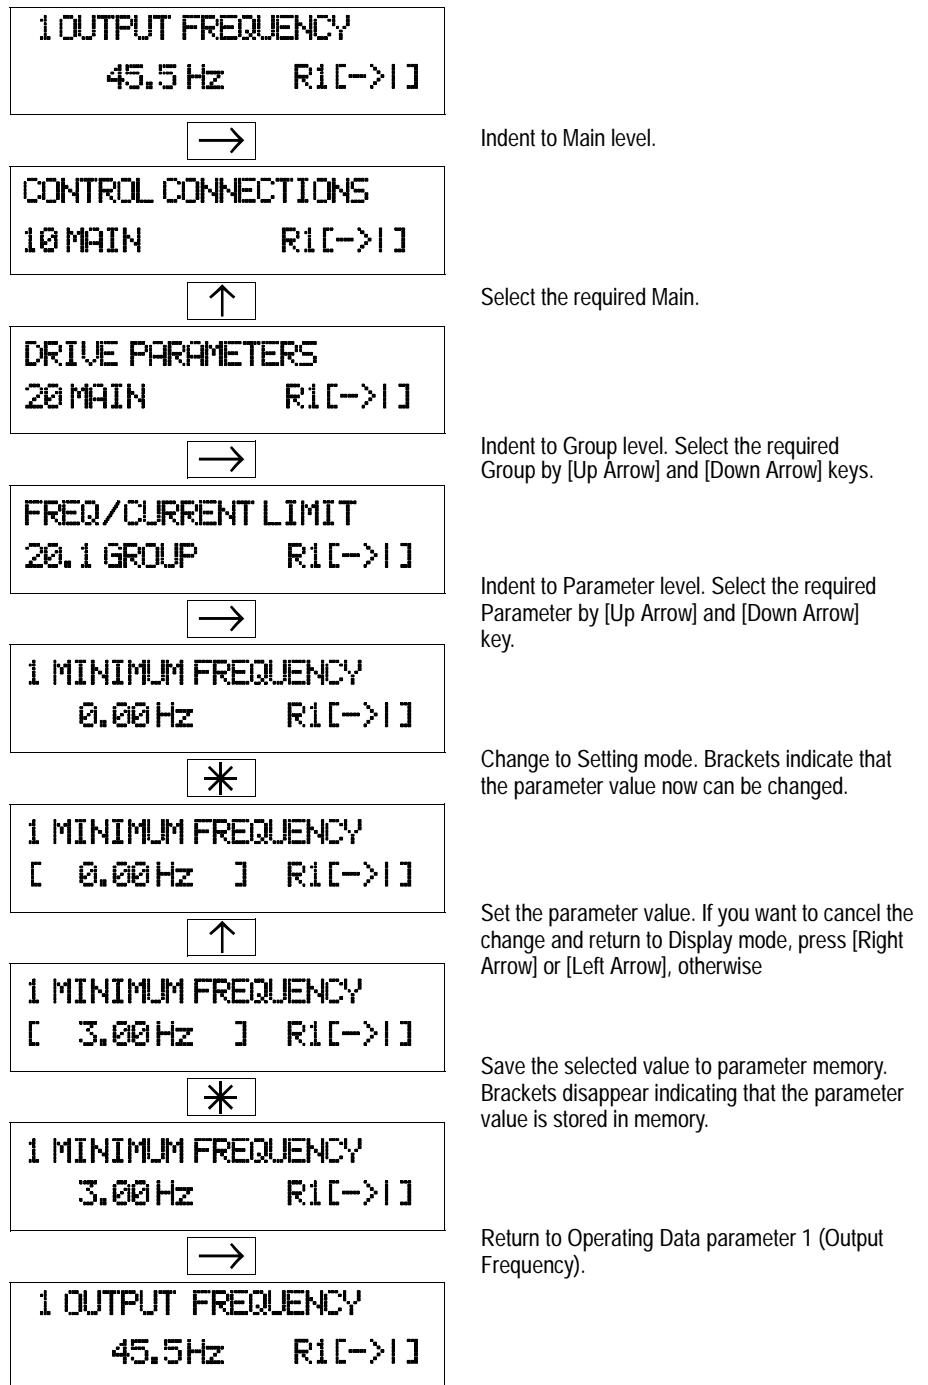 1 OUTPUT FREQUENCY
45.5 Hz R1[->|]
→
Indent to Main level.
CONTROL CONNECTIONS
10 MAIN R1[->|]
↑
Select the required Main.
DRIVE PARAMETERS
20 MAIN R1[->|]
→
Indent to Group level. Select the required
Group by [Up Arrow] and [Down Arrow] keys.
FREQ/CURRENT LIMIT
20.1 GROUP R1[->|]
→
Indent to Parameter level. Select the required
Parameter by [Up Arrow] and [Down Arrow]
key.
1 MINIMUM FREQUENCY
0.00 Hz R1[->|]
*
Change to Setting mode. Brackets indicate that
the parameter value now can be changed.
1 MINIMUM FREQUENCY
[ 0.00 Hz ] R1[->|]
↑
Set the parameter value. If you want to cancel the
change and return to Display mode, press [Right
Arrow] or [Left Arrow], otherwise
1 MINIMUM FREQUENCY
[ 3.00 Hz ] R1[->|]
*
Save the selected value to parameter memory.
Brackets disappear indicating that the parameter
value is stored in memory.
1 MINIMUM FREQUENCY
3.00 Hz R1[->|]
→
Return to Operating Data parameter 1 (Output
Frequency).
1 OUTPUT FREQUENCY
45.5Hz R1[->|]